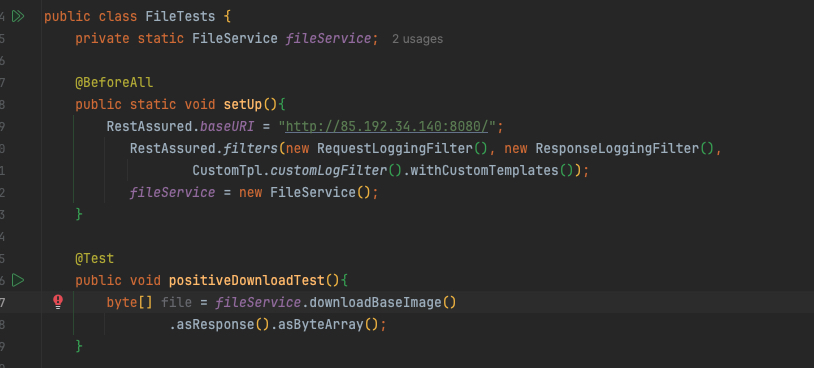 4 public class FileTests {
5 private static FileService fileService; 2 usages
6
7 @BeforeAll
8 public static void setUp(){
9 RestAssured.baseURI = "http://85.192.34.140:8080/";
0 RestAssured.filters(new RequestLoggingFilter(), new ResponseLoggingFilter(),
1 CustomTpl.customLogFilter().withCustomTemplates());
2 fileService = new FileService();
3 }
4
5 @Test
6 public void positiveDownloadTest(){
7 byte[] file = fileService.downloadBaseImage()
8 .asResponse().asByteArray();
9 }